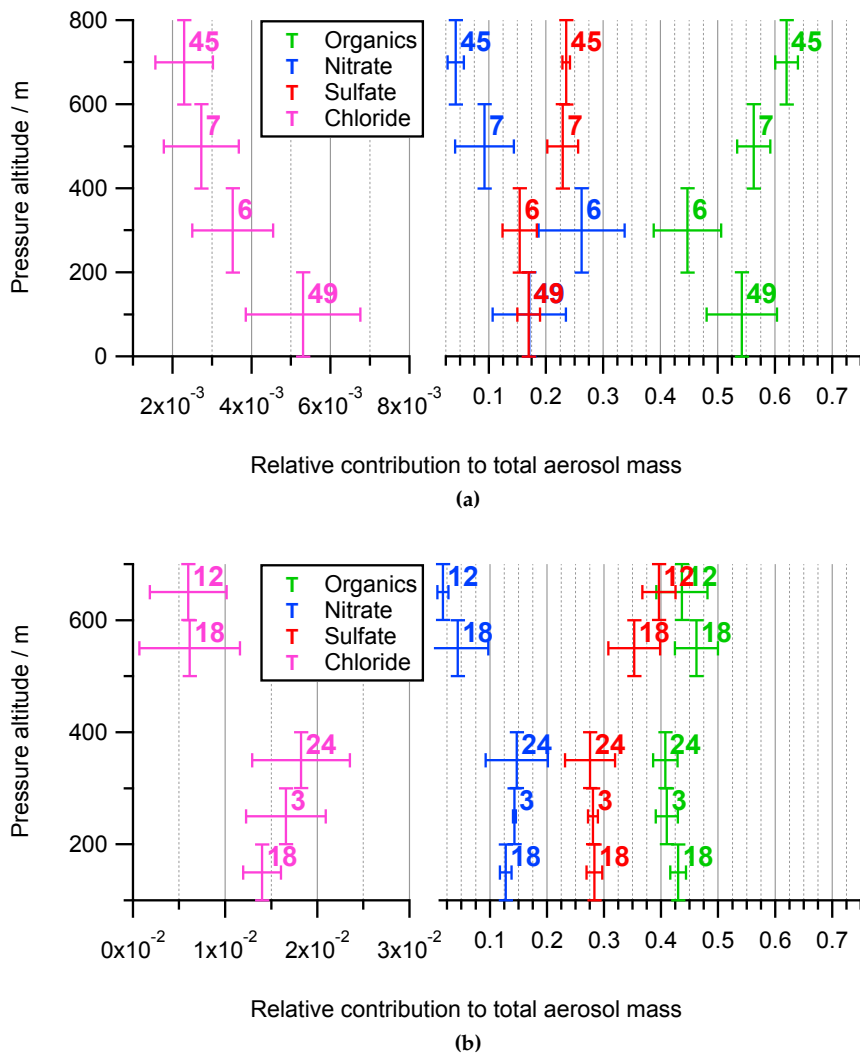 800
600
400
200
0
Pressure altitude / m
T Organics
T Nitrate
T Sulfate
T Chloride
45 45 45 45
7 7 7 7
6 6 6 6
49 49 49
2x10⁻³ 4x10⁻³ 6x10⁻³ 8x10⁻³ 0.1 0.2 0.3 0.4 0.5 0.6 0.7
Relative contribution to total aerosol mass
(a)
600
400
200
Pressure altitude / m
T Organics
T Nitrate
T Sulfate
T Chloride
12 12 12 12
18 18 18 18
24 24 24 24
3 3 3 3
18 18 18 18
0x10⁻² 1x10⁻² 2x10⁻² 3x10⁻² 0.1 0.2 0.3 0.4 0.5 0.6 0.7
Relative contribution to total aerosol mass
(b)